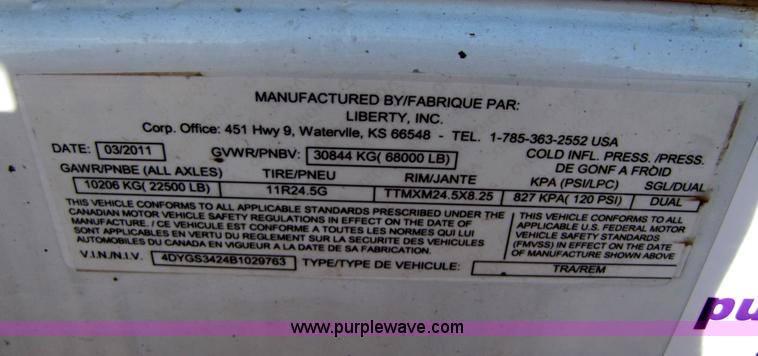 MANUFACTURED BY/FABRIQUE PAR:
LIBERTY, INC.
Corp. Office: 451 Hwy 9, Waterville, KS 66548 - TEL. 1-785-363-2552 USA
DATE: 03/2011 GVWR/PNBV: 30844 KG( 68000 LB) COLD INFL. PRESS. /PRESS.
DE GONF A FROID
GAWR/PNBE (ALL AXLES) TIRE/PNEU RIM/JANTE KPA (PSI/LPC) SGL/DUAL
10206 KG( 22500 LB) 11R24.5G TTMXM24.5X8.25 827 KPA( 120 PSI) DUAL
THIS VEHICLE CONFORMS TO ALL APPLICABLE STANDARDS PRESCRIBED UNDER THE
CANADIAN MOTOR VEHICLE SAFETY REGULATIONS IN EFFECT ON THE DATE OF
MANUFACTURE. / CE VEHICULE EST CONFORME A TOUTES LES NORMES QUI LUI
SONT APPLICABLES EN VERTU DU REGLEMENT SUR LA SECURITE DES VEHICULES
AUTOMOBILES DU CANADA EN VIGUEUR A LA DATE DE SA FABRICATION
THIS VEHICLE CONFORMS TO ALL
APPLICABLE U.S. FEDERAL MOTOR
VEHICLE SAFETY STANDARDS
(FMVSS) IN EFFECT ON THE DATE
OF MANUFACTURE SHOWN ABOVE
V.I.N./N.I.V. 4DYGS3424B1029763 TYPE/TYPE DE VEHICULE: TRA/REM
pu
www.purplewave.com